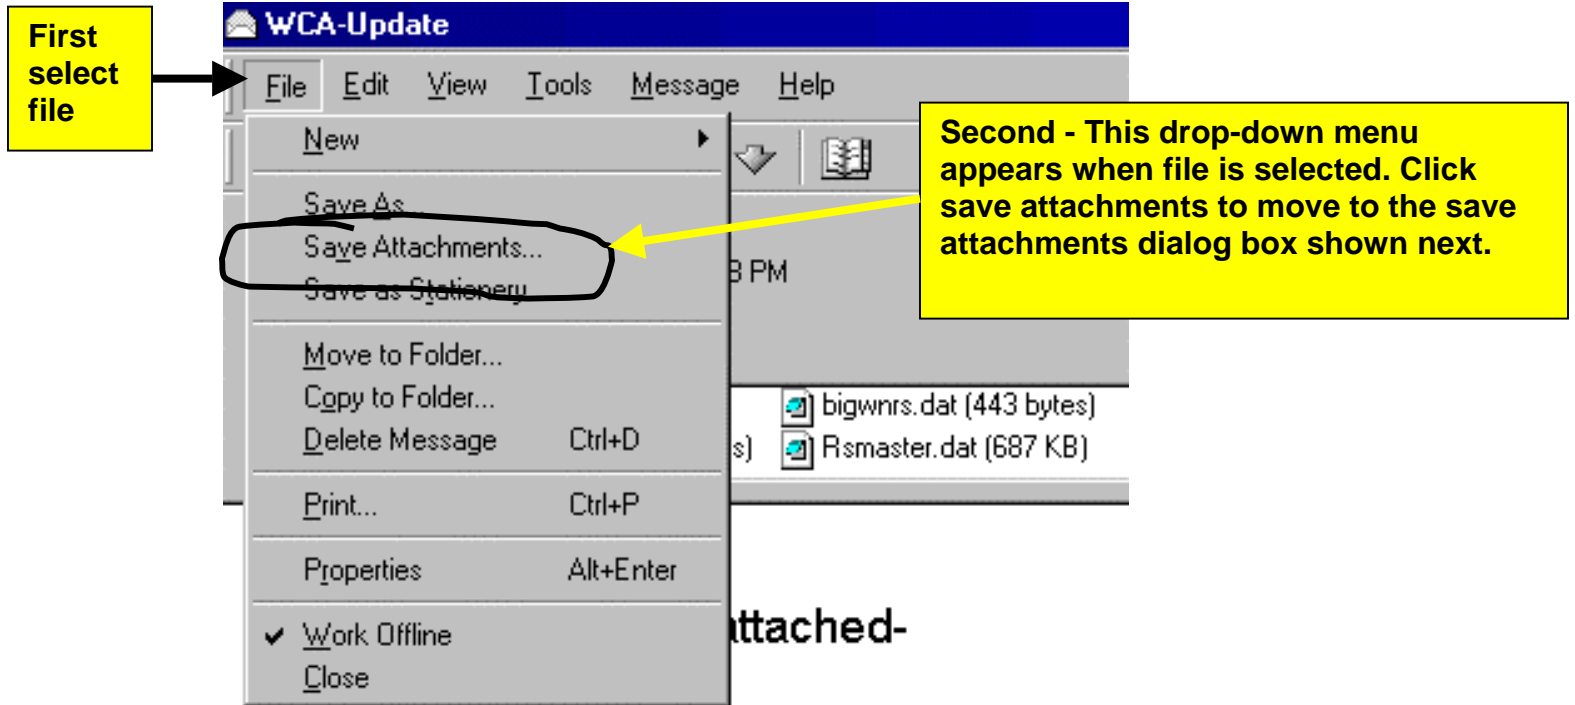 First
select
file
WCA-Update
File Edit View Tools Message Help
Second - This drop-down menu
appears when file is selected. Click
save attachments to move to the save
attachments dialog box shown next.
New
Save As...
Save Attachments...
Save as Stationery
8 PM
Move to Folder...
Copy to Folder...
bigwnrs.dat (443 bytes)
Delete Message Ctrl+D
s) Rsmaster.dat (687 KB)
Print... Ctrl+P
Properties Alt+Enter
Work Offline
ttached-
Close